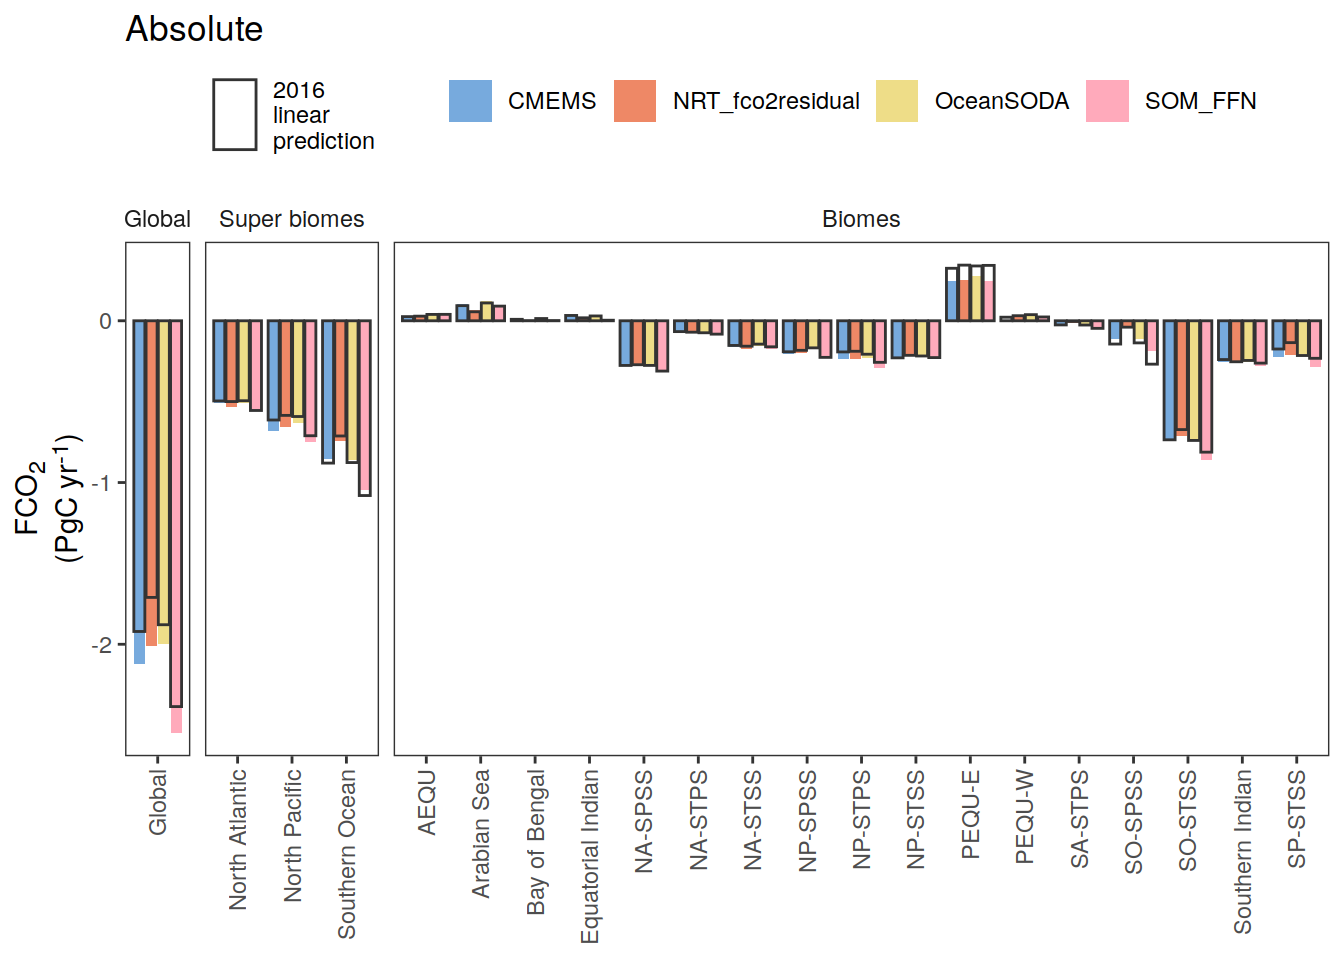 Absolute
2016
linear
prediction
CMEMS
NRT_fco2residual
OceanSODA
SOM_FFN
Global
Super biomes
Biomes
FCO2
(PgC yr-1)
0
-1
-2
Global
North Atlantic
North Pacific
Southern Ocean
AEQU
Arabian Sea
Bay of Bengal
Equatorial Indian
NA-SPSS
NA-STPS
NA-STSS
NP-SPSS
NP-STPS
NP-STSS
PEQU-E
PEQU-W
SA-STPS
SO-SPSS
SO-STSS
Southern Indian
SP-STSS